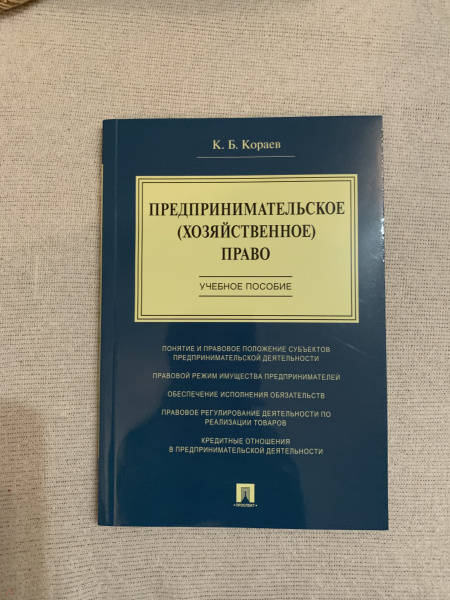 К. Б. Кораев
ПРЕДПРИНИМАТЕЛЬСКОЕ
(ХОЗЯЙСТВЕННОЕ)
ПРАВО
УЧЕБНОЕ ПОСОБИЕ
ПОНЯТИЕ И ПРАВОВОЕ ПОЛОЖЕНИЕ СУБЪЕКТОВ
ПРЕДПРИНИМАТЕЛЬСКОЙ ДЕЯТЕЛЬНОСТИ
ПРАВОВОЙ РЕЖИМ ИМУЩЕСТВА ПРЕДПРИНИМАТЕЛЕЙ
ОБЕСПЕЧЕНИЕ ИСПОЛНЕНИЯ ОБЯЗАТЕЛЬСТВ
ПРАВОВОЕ РЕГУЛИРОВАНИЕ ДЕЯТЕЛЬНОСТИ ПО
РЕАЛИЗАЦИИ ТОВАРОВ
КРЕДИТНЫЕ ОТНОШЕНИЯ
В ПРЕДПРИНИМАТЕЛЬСКОЙ ДЕЯТЕЛЬНОСТИ
• ПРОСПЕКТ •